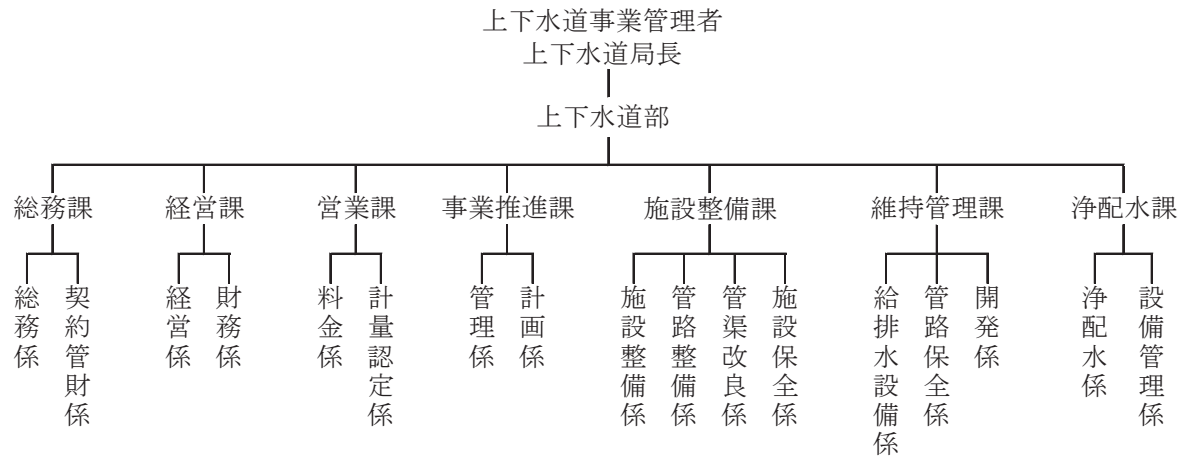 上下水道事業管理者
上下水道局長
上下水道部
総務課
経営課
営業課
事業推進課
施設整備課
維持管理課
浄配水課
総務係
契約管財係
経営係
財務係
料金係
計量認定係
管理係
計画係
施設整備係
管路整備係
管渠改良係
施設保全係
給排水設備係
管路保全係
開発係
浄配水係
設備管理係